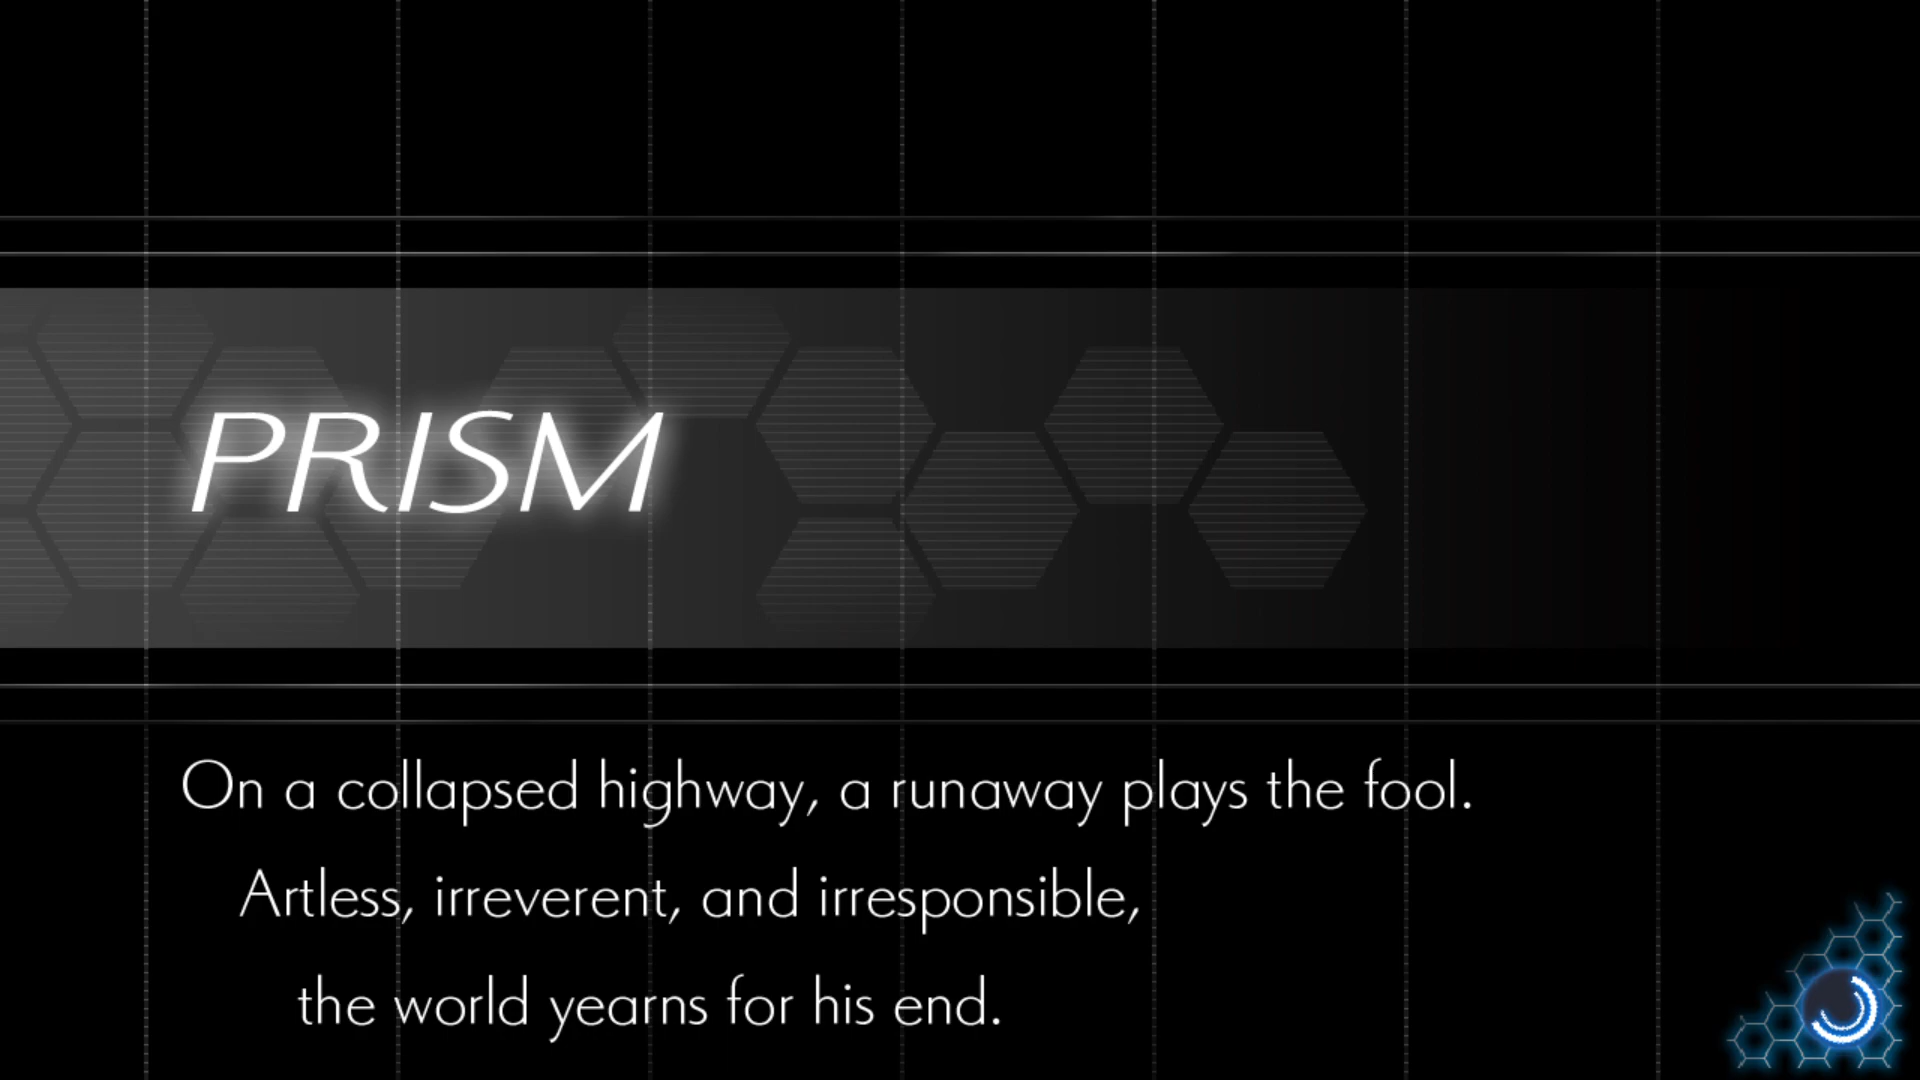 PRISM
On a collapsed highway, a runaway plays the fool.
Artless, irreverent, and irresponsible,
the world yearns for his end.